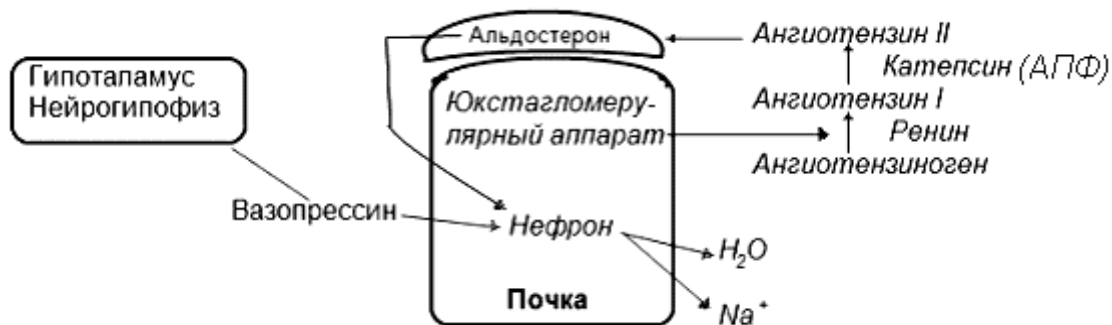 Альдостерон
Ангиотензин II
Катепсин (АПФ)
Гипоталамус
Нейрогипофиз
Юкстагломеру-
лярный аппарат
Ангиотензин I
Ренин
Ангиотензиноген
Вазопрессин
Нефрон
H₂O
Почка
Na⁺